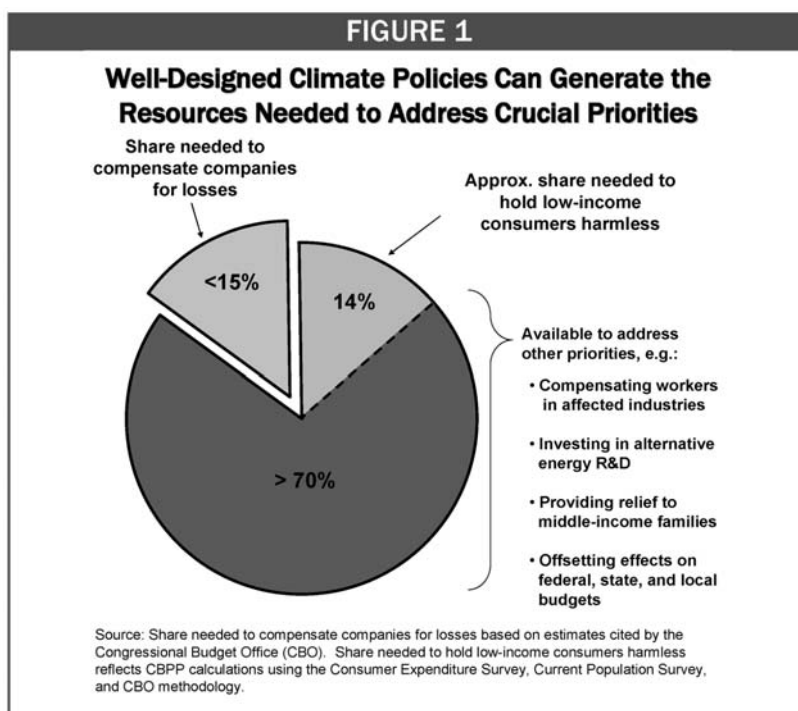 FIGURE 1
Well-Designed Climate Policies Can Generate the
Resources Needed to Address Crucial Priorities
Share needed to
compensate companies
for losses
Approx. share needed to
hold low-income
consumers harmless
<15%
14%
> 70%
Available to address
other priorities, e.g.:
• Compensating workers
in affected industries
• Investing in alternative
energy R&D
• Providing relief to
middle-income families
• Offsetting effects on
federal, state, and local
budgets
Source: Share needed to compensate companies for losses based on estimates cited by the
Congressional Budget Office (CBO).  Share needed to hold low-income consumers harmless
reflects CBPP calculations using the Consumer Expenditure Survey, Current Population Survey,
and CBO methodology.